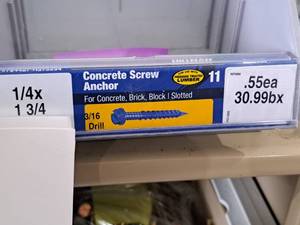 1/4x
1 3/4
Concrete Screw
Anchor
11
For Concrete, Brick, Block | Slotted
3/16
Drill
LUMBER
.55ea
30.99bx